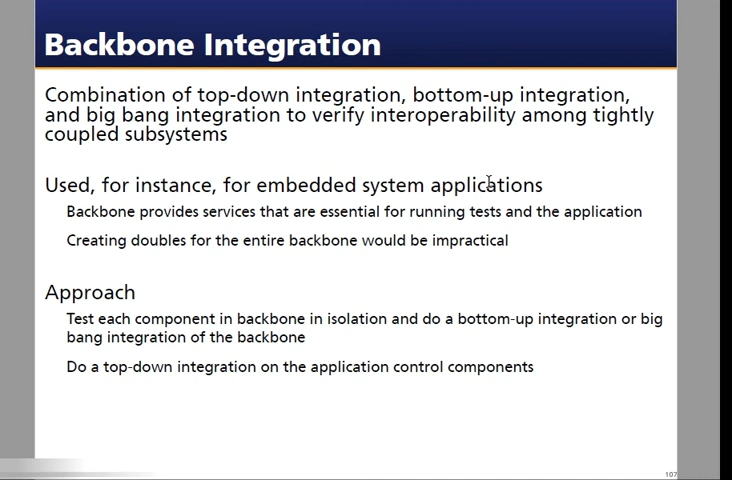 Backbone Integration
Combination of top-down integration, bottom-up integration,
and big bang integration to verify interoperability among tightly
coupled subsystems
Used, for instance, for embedded system applications
Backbone provides services that are essential for running tests and the application
Creating doubles for the entire backbone would be impractical
Approach
Test each component in backbone in isolation and do a bottom-up integration or big
bang integration of the backbone
Do a top-down integration on the application control components
107